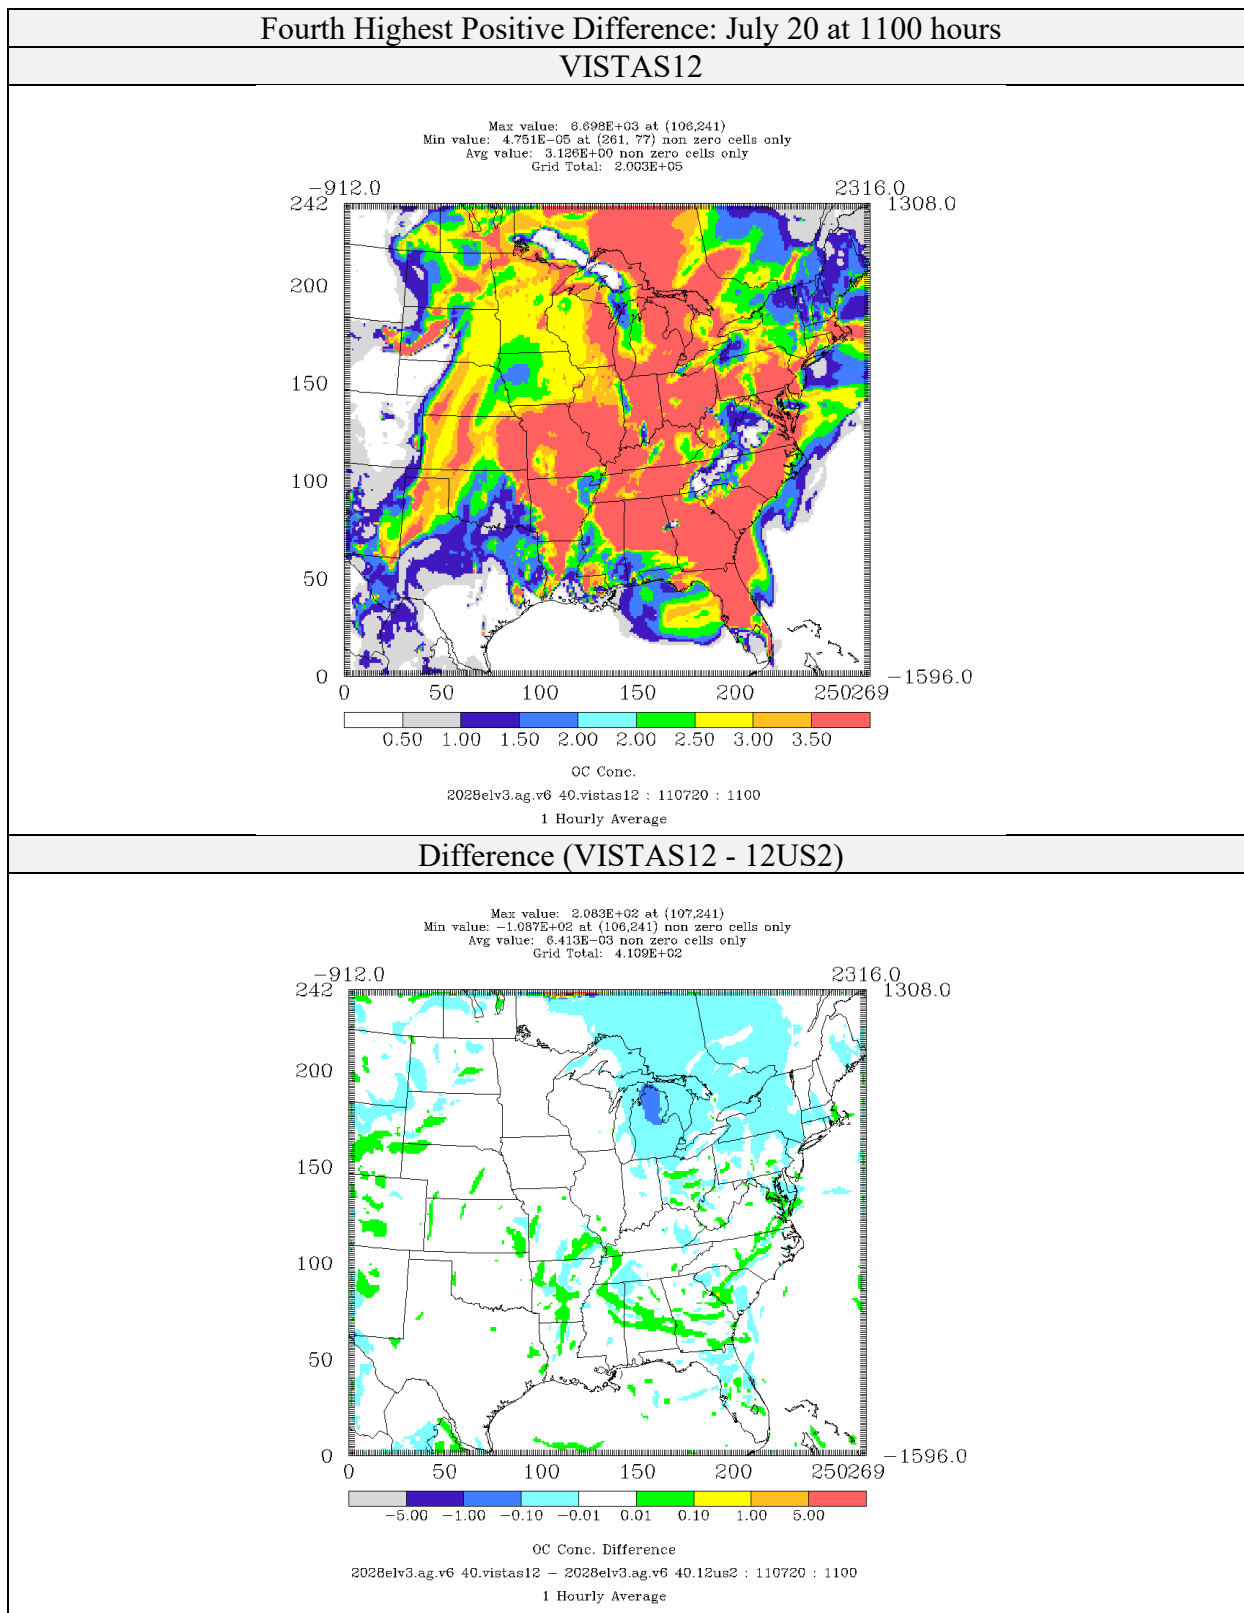 Fourth Highest Positive Difference: July 20 at 1100 hours
VISTAS12
Max value: 6.698E+03 at (106,241)
Min value: 4.751E-05 at (261, 77) non zero cells only
Avg value: 3.126E+00 non zero cells only
Grid Total: 2.003E+05
-912.0 2316.0
242 1308.0
200
150
100
50
0 -1596.0
0 50 100 150 200 250269
0.50 1.00 1.50 2.00 2.00 2.50 3.00 3.50
OC Conc.
2028elv3.ag.v6 40.vistas12 : 110720 : 1100
1 Hourly Average
Difference (VISTAS12 - 12US2)
Max value: 2.083E+02 at (107,241)
Min value: -1.087E+02 at (106,241) non zero cells only
Avg value: 6.413E-03 non zero cells only
Grid Total: 4.109E+02
-912.0 2316.0
242 1308.0
200
150
100
50
0 -1596.0
0 50 100 150 200 250269
-5.00 -1.00 -0.10 -0.01 0.01 0.10 1.00 5.00
OC Conc. Difference
2028elv3.ag.v6 40.vistas12 - 2028elv3.ag.v6 40.12us2 : 110720 : 1100
1 Hourly Average